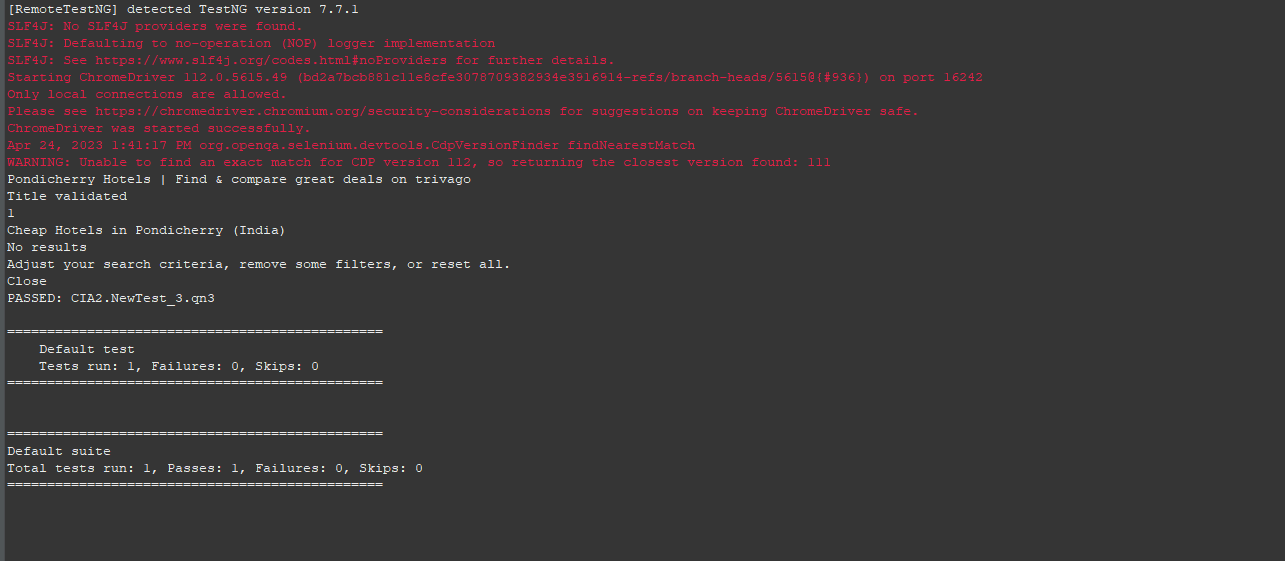 [RemoteTestNG] detected TestNG version 7.7.1
SLF4J: No SLF4J providers were found.
SLF4J: Defaulting to no-operation (NOP) logger implementation
SLF4J: See https://www.slf4j.org/codes.html#noProviders for further details.
Starting ChromeDriver 112.0.5615.49 (bd2a7bcb881c11e8cfe3078709382934e3916914-refs/branch-heads/5615@{#936}) on port 16242
Only local connections are allowed.
Please see https://chromedriver.chromium.org/security-considerations for suggestions on keeping ChromeDriver safe.
ChromeDriver was started successfully.
Apr 24, 2023 1:41:17 PM org.openqa.selenium.devtools.CdpVersionFinder findNearestMatch
WARNING: Unable to find an exact match for CDP version 112, so returning the closest version found: 111
Pondicherry Hotels | Find & compare great deals on trivago
Title validated
1
Cheap Hotels in Pondicherry (India)
No results
Adjust your search criteria, remove some filters, or reset all.
Close
PASSED: CIA2.NewTest_3.qn3
===============================================
Default test
Tests run: 1, Failures: 0, Skips: 0
===============================================
===============================================
Default suite
Total tests run: 1, Passes: 1, Failures: 0, Skips: 0
===============================================